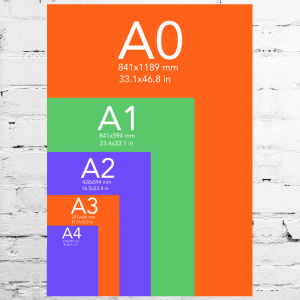 A0
841x1189 mm
33.1x46.8 in
A1
841x594 mm
23.4x33.1 in
A2
420x594 mm
16.5x23.4 in
A3
A4